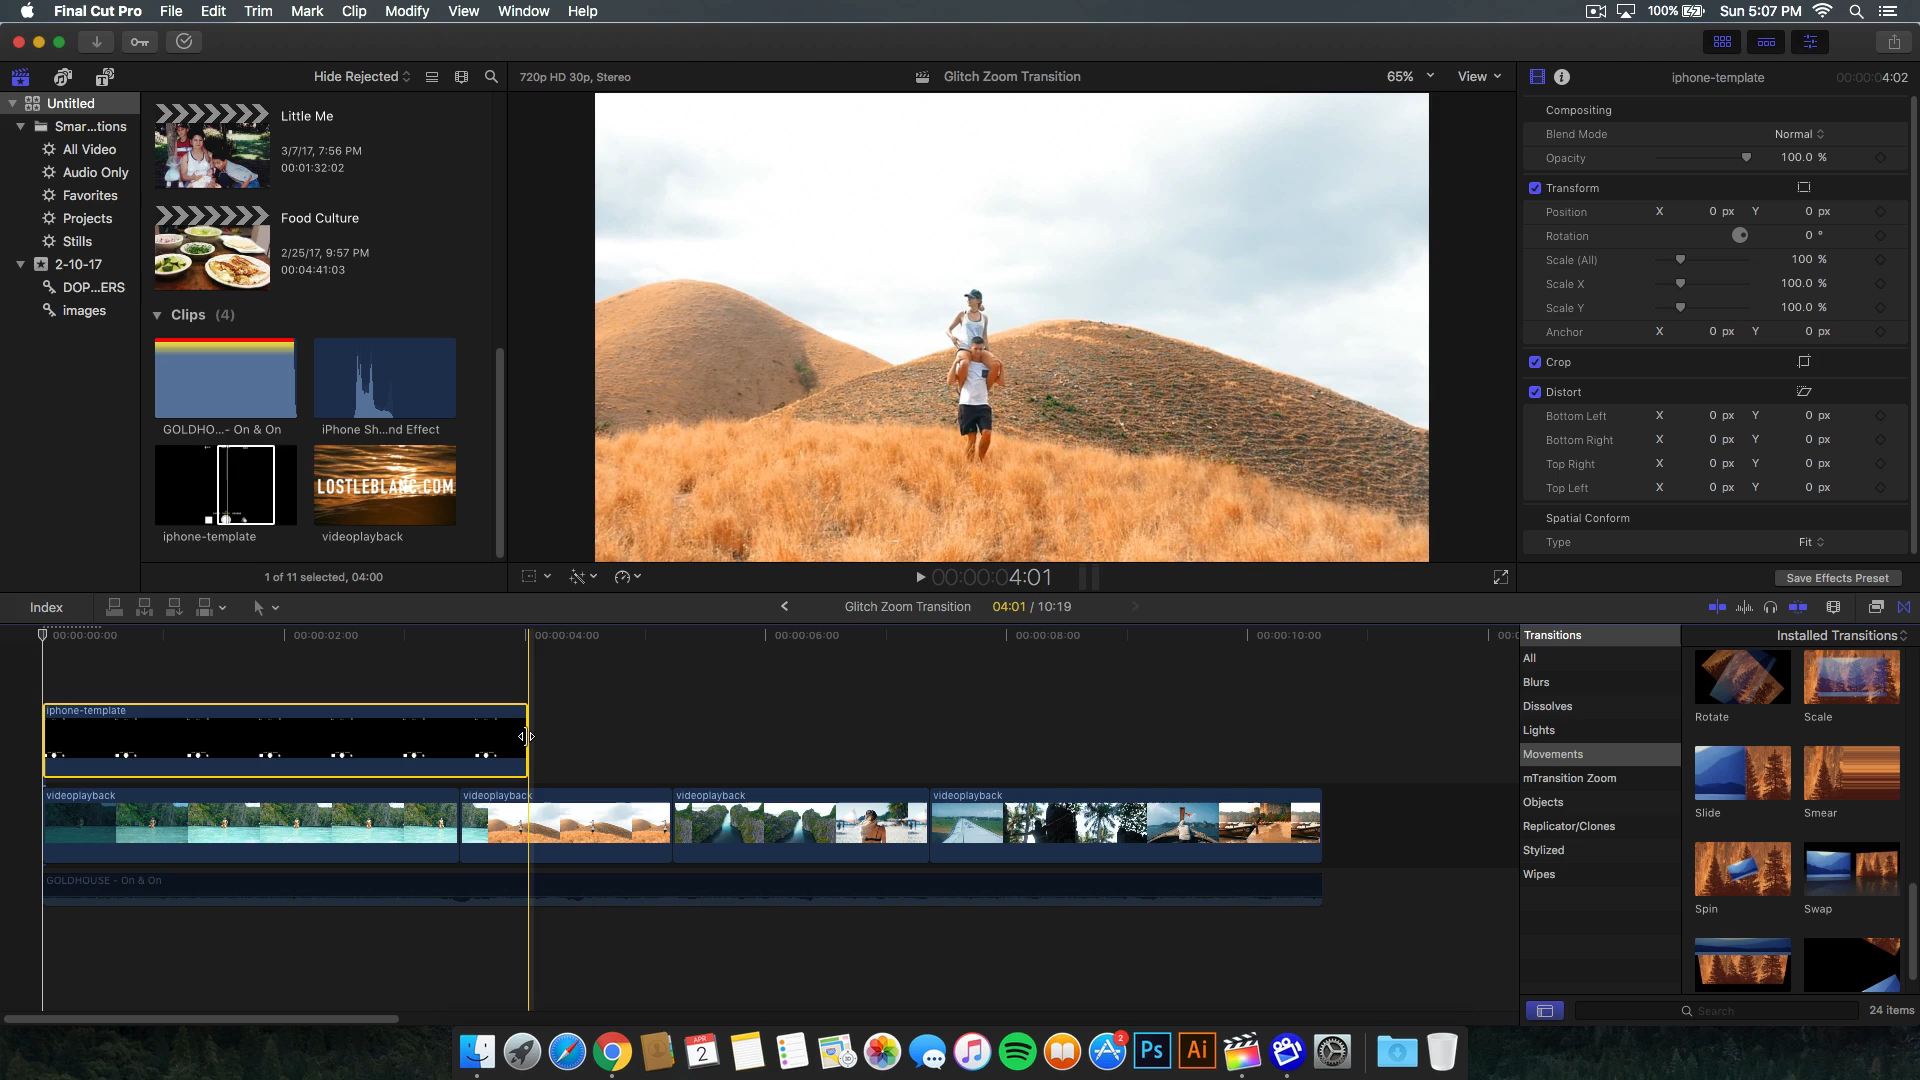 Final Cut Pro File Edit Trim Mark Clip Modify View Window Help 100% Sun 5:07 PM
Hide Rejected 720p HD 30p, Stereo Glitch Zoom Transition 65% View iphone-template 00:00:04:02
Untitled
Smar...tions
All Video
Audio Only
Favorites
Projects
Stills
2-10-17
DOP...ERS
images
Little Me
3/7/17, 7:56 PM
00:01:32:02
Food Culture
2/25/17, 9:57 PM
00:04:41:03
Clips (4)
GOLDHO...- On & On iPhone Sh...nd Effect
LOSTLEBLANC.COM
iphone-template videoplayback
1 of 11 selected, 04:00
00:00:04:01
Compositing
Blend Mode Normal
Opacity 100.0 %
Transform
Position X 0 px Y 0 px
Rotation 0 °
Scale (All) 100 %
Scale X 100.0 %
Scale Y 100.0 %
Anchor X 0 px Y 0 px
Crop
Distort
Bottom Left X 0 px Y 0 px
Bottom Right X 0 px Y 0 px
Top Right X 0 px Y 0 px
Top Left X 0 px Y 0 px
Spatial Conform
Type Fit
Save Effects Preset
Index Glitch Zoom Transition 04:01 / 10:19
00:00:00:00 00:00:02:00 00:00:04:00 00:00:06:00 00:00:08:00 00:00:10:00 00:0
iphone-template
videoplayback videoplayback videoplayback videoplayback
GOLDHOUSE - On & On
Transitions Installed Transitions
All
Blurs
Dissolves
Lights
Movements
mTransition Zoom
Objects
Replicator/Clones
Stylized
Wipes
Rotate Scale
Slide Smear
Spin Swap
Search 24 items
APR
2
2
Ps
Ai